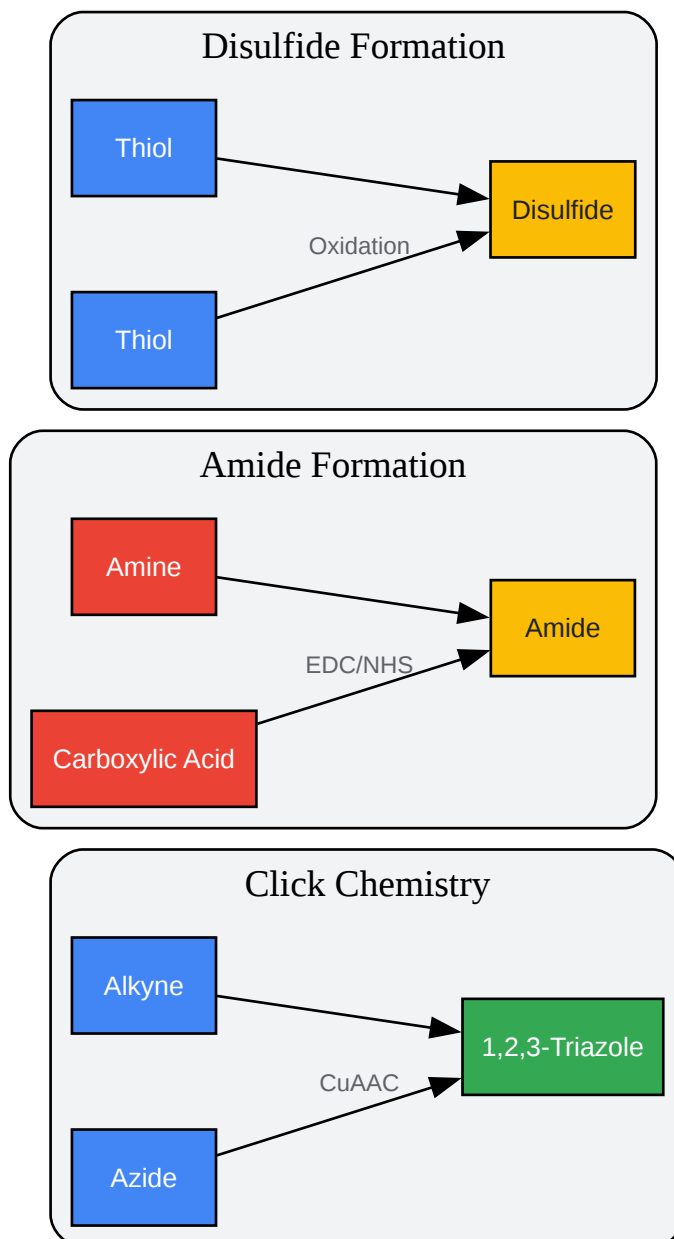 Disulfide Formation
Thiol
Disulfide
Oxidation
Thiol
Amide Formation
Amine
Amide
EDC/NHS
Carboxylic Acid
Click Chemistry
Alkyne
1,2,3-Triazole
CuAAC
Azide